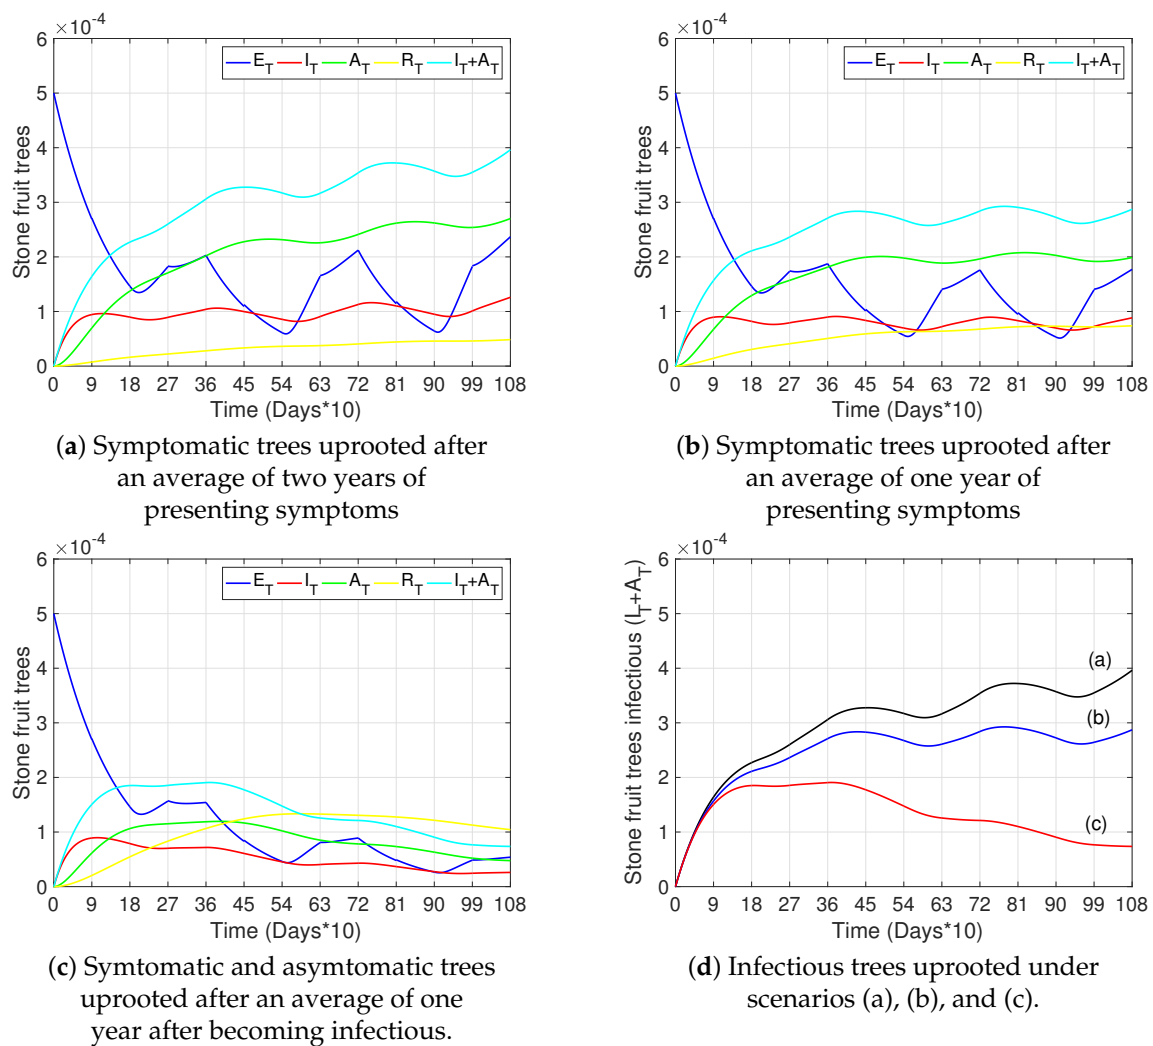 ×10⁻⁴
6
5
4
3
2
1
0
Stone fruit trees
E_T I_T A_T R_T I_T+A_T
0 9 18 27 36 45 54 63 72 81 90 99 108
Time (Days*10)
(a) Symptomatic trees uprooted after
an average of two years of
presenting symptoms
×10⁻⁴
6
5
4
3
2
1
0
Stone fruit trees
E_T I_T A_T R_T I_T+A_T
0 9 18 27 36 45 54 63 72 81 90 99 108
Time (Days*10)
(b) Symptomatic trees uprooted after
an average of one year of
presenting symptoms
×10⁻⁴
6
5
4
3
2
1
0
Stone fruit trees
E_T I_T A_T R_T I_T+A_T
0 9 18 27 36 45 54 63 72 81 90 99 108
Time (Days*10)
(c) Symtomatic and asymtomatic trees
uprooted after an average of one
year after becoming infectious.
×10⁻⁴
6
5
4
3
2
1
0
Stone fruit trees infectious (I_T+A_T)
(a)
(b)
(c)
0 9 18 27 36 45 54 63 72 81 90 99 108
Time (Days*10)
(d) Infectious trees uprooted under
scenarios (a), (b), and (c).